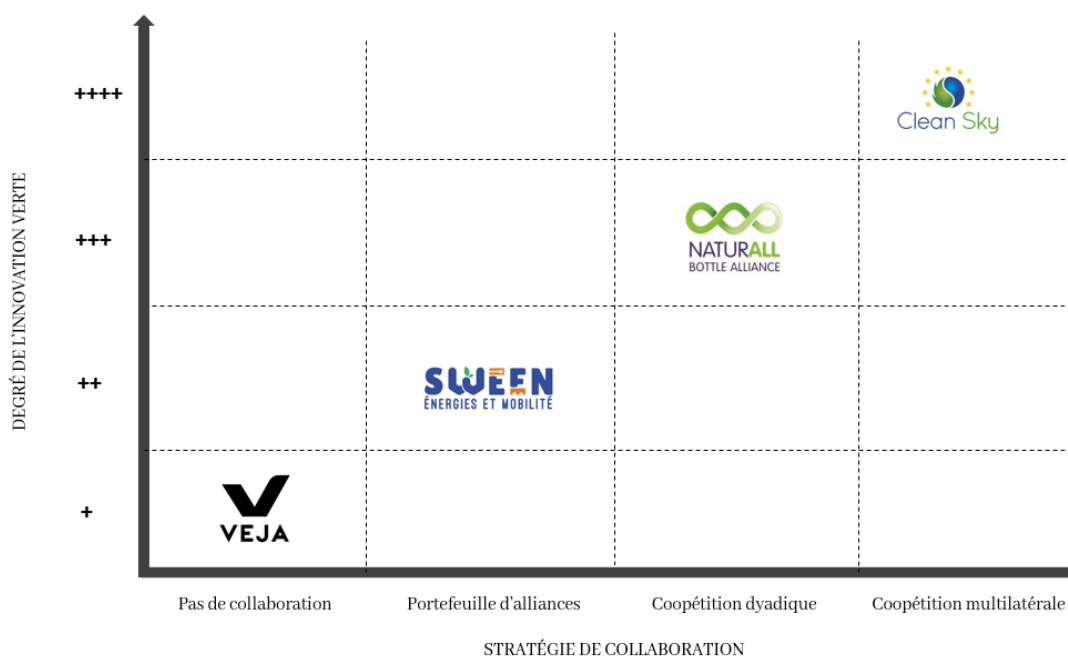 ++++
Clean Sky
DEGRÉ DE L'INNOVATION VERTE
+++
NATURALL
BOTTLE ALLIANCE
++
SWEEN
ÉNERGIES ET MOBILITÉ
+
VEJA
Pas de collaboration
Portefeuille d'alliances
Coopétition dyadique
Coopétition multilatérale
STRATÉGIE DE COLLABORATION